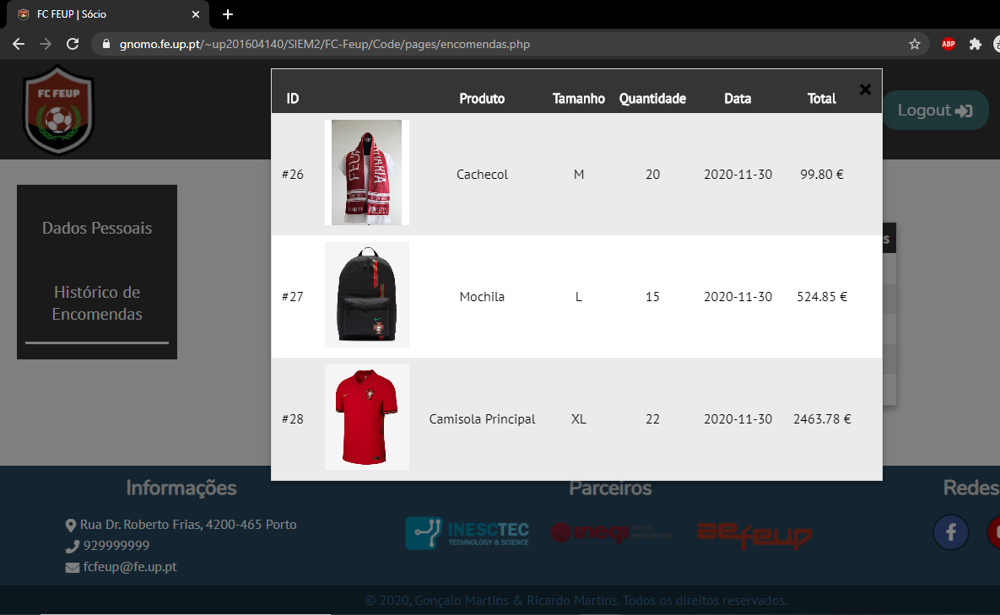 FC FEUP | Sócio
gnomo.fe.up.pt/~up201604140/SIEM2/FC-Feup/Code/pages/encomendas.php
ABP
FC FEUP
Logout
ID Produto Tamanho Quantidade Data Total
#26 Cachecol M 20 2020-11-30 99.80 €
#27 Mochila L 15 2020-11-30 524.85 €
#28 Camisola Principal XL 22 2020-11-30 2463.78 €
Dados Pessoais
Histórico de
Encomendas
Informações
Rua Dr. Roberto Frias, 4200-465 Porto
929999999
fcfeup@fe.up.pt
Parceiros
INESCTEC
TECHNOLOGY & SCIENCE
inegi
innovation
aefeup
Redes
© 2020, Gonçalo Martins & Ricardo Martins. Todos os direitos reservados.